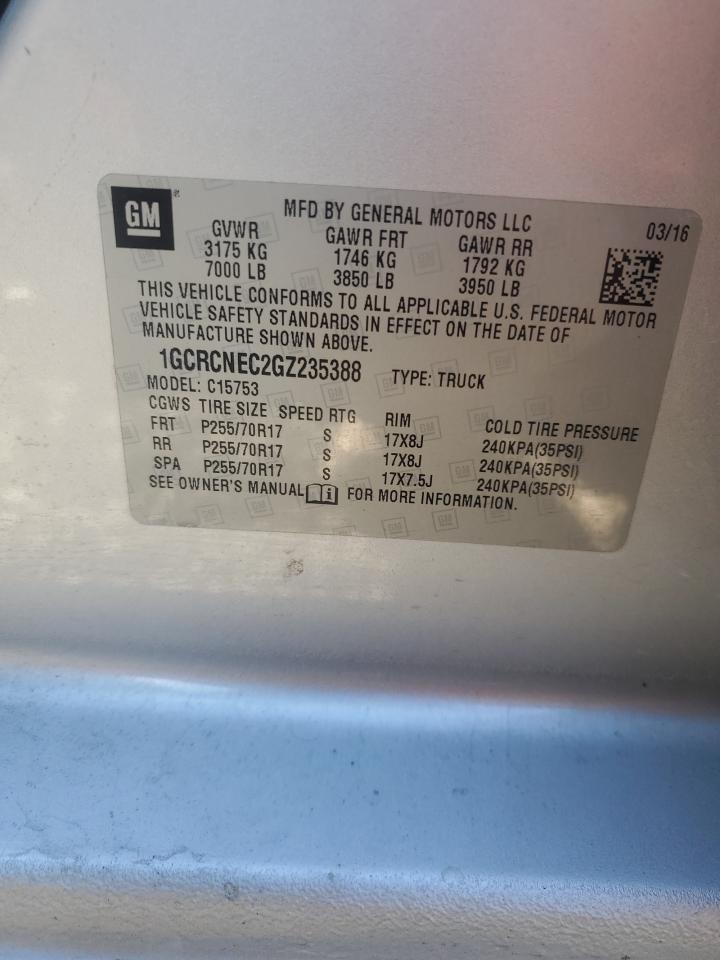 GM
MFD BY GENERAL MOTORS LLC 03/16
GVWR GAWR FRT GAWR RR
3175 KG 1746 KG 1792 KG
7000 LB 3850 LB 3950 LB
THIS VEHICLE CONFORMS TO ALL APPLICABLE U.S. FEDERAL MOTOR
VEHICLE SAFETY STANDARDS IN EFFECT ON THE DATE OF
MANUFACTURE SHOWN ABOVE.
1GCRCNEC2GZ235388 TYPE: TRUCK
MODEL: C15753
CGWS TIRE SIZE SPEED RTG RIM COLD TIRE PRESSURE
FRT P255/70R17 S 17X8J 240KPA(35PSI)
RR P255/70R17 S 17X8J 240KPA(35PSI)
SPA P255/70R17 S 17X7.5J 240KPA(35PSI)
SEE OWNER'S MANUAL i FOR MORE INFORMATION.